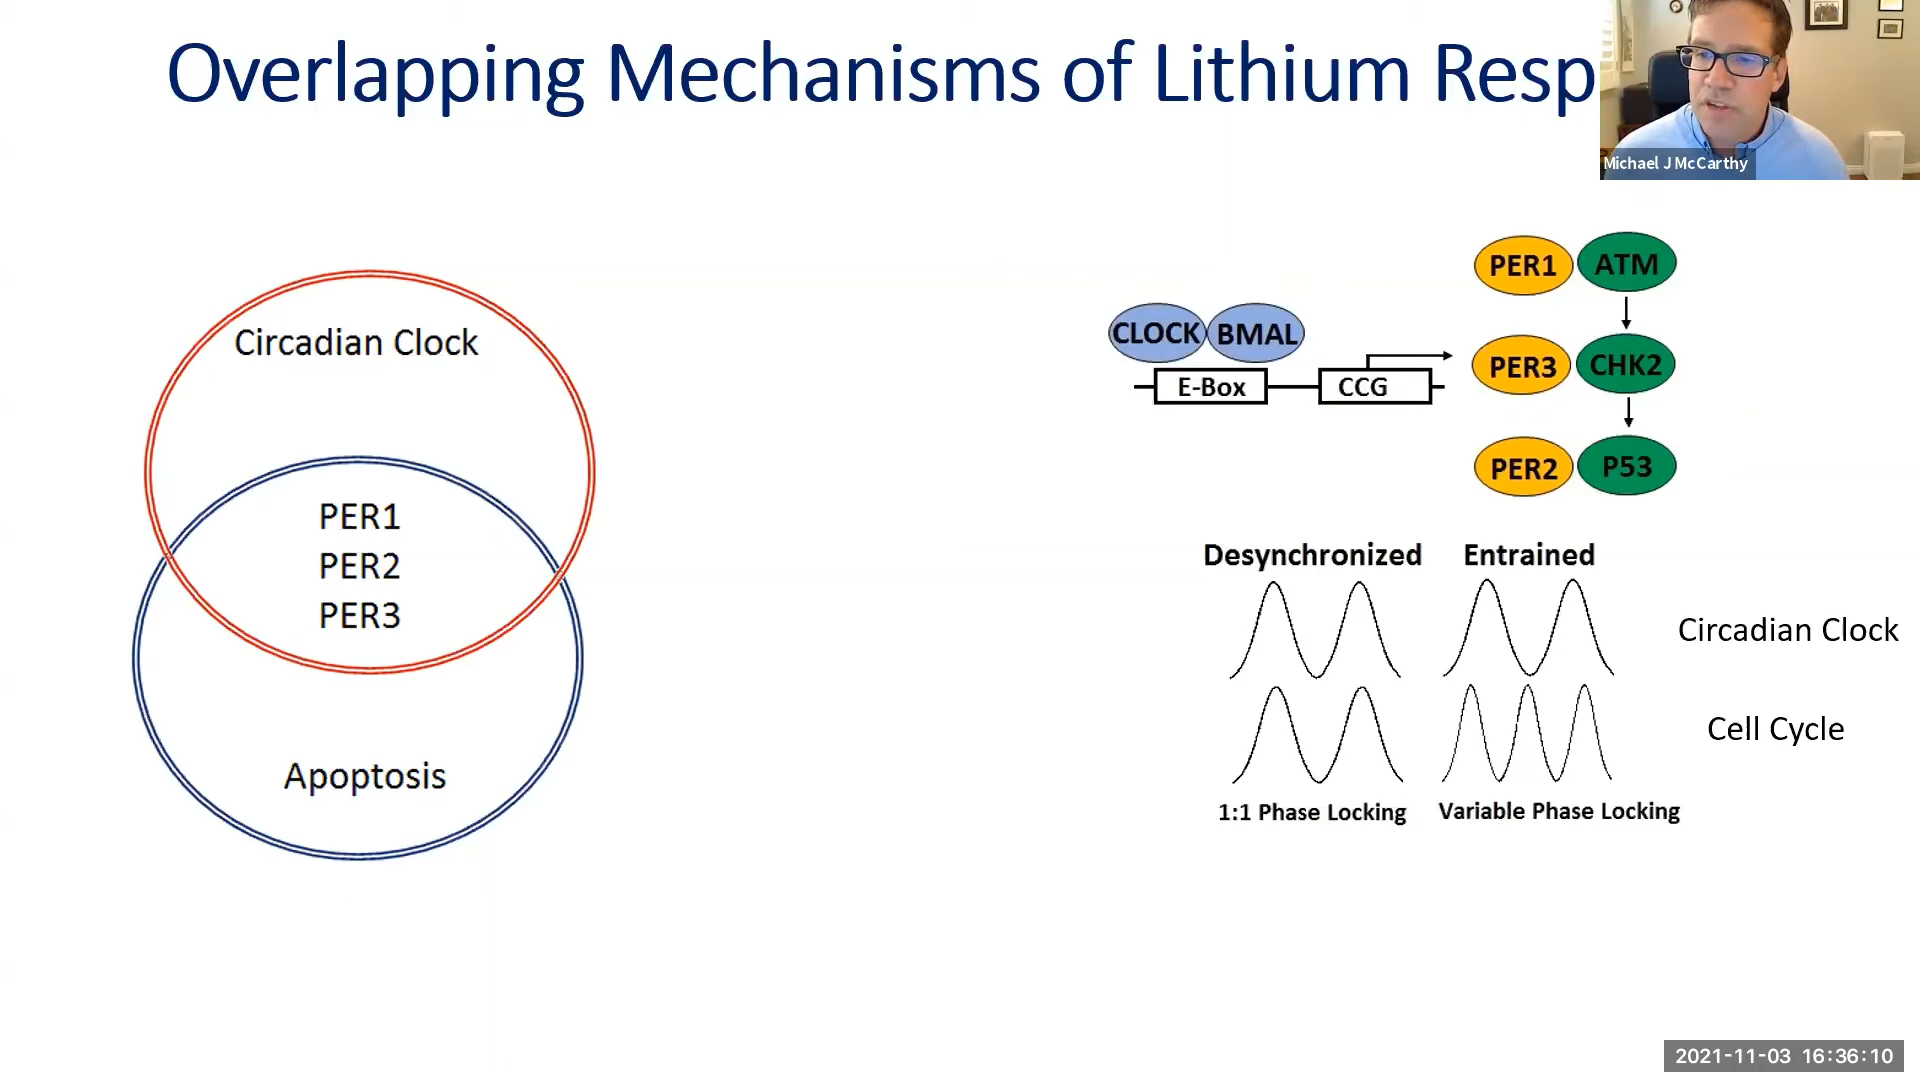 Overlapping Mechanisms of Lithium Resp
Michael J McCarthy
Circadian Clock
PER1
PER2
PER3
Apoptosis
PER1 ATM
CLOCK BMAL
E-Box CCG
PER3 CHK2
PER2 P53
Desynchronized Entrained
Circadian Clock
Cell Cycle
1:1 Phase Locking Variable Phase Locking
2021-11-03 16:36:10